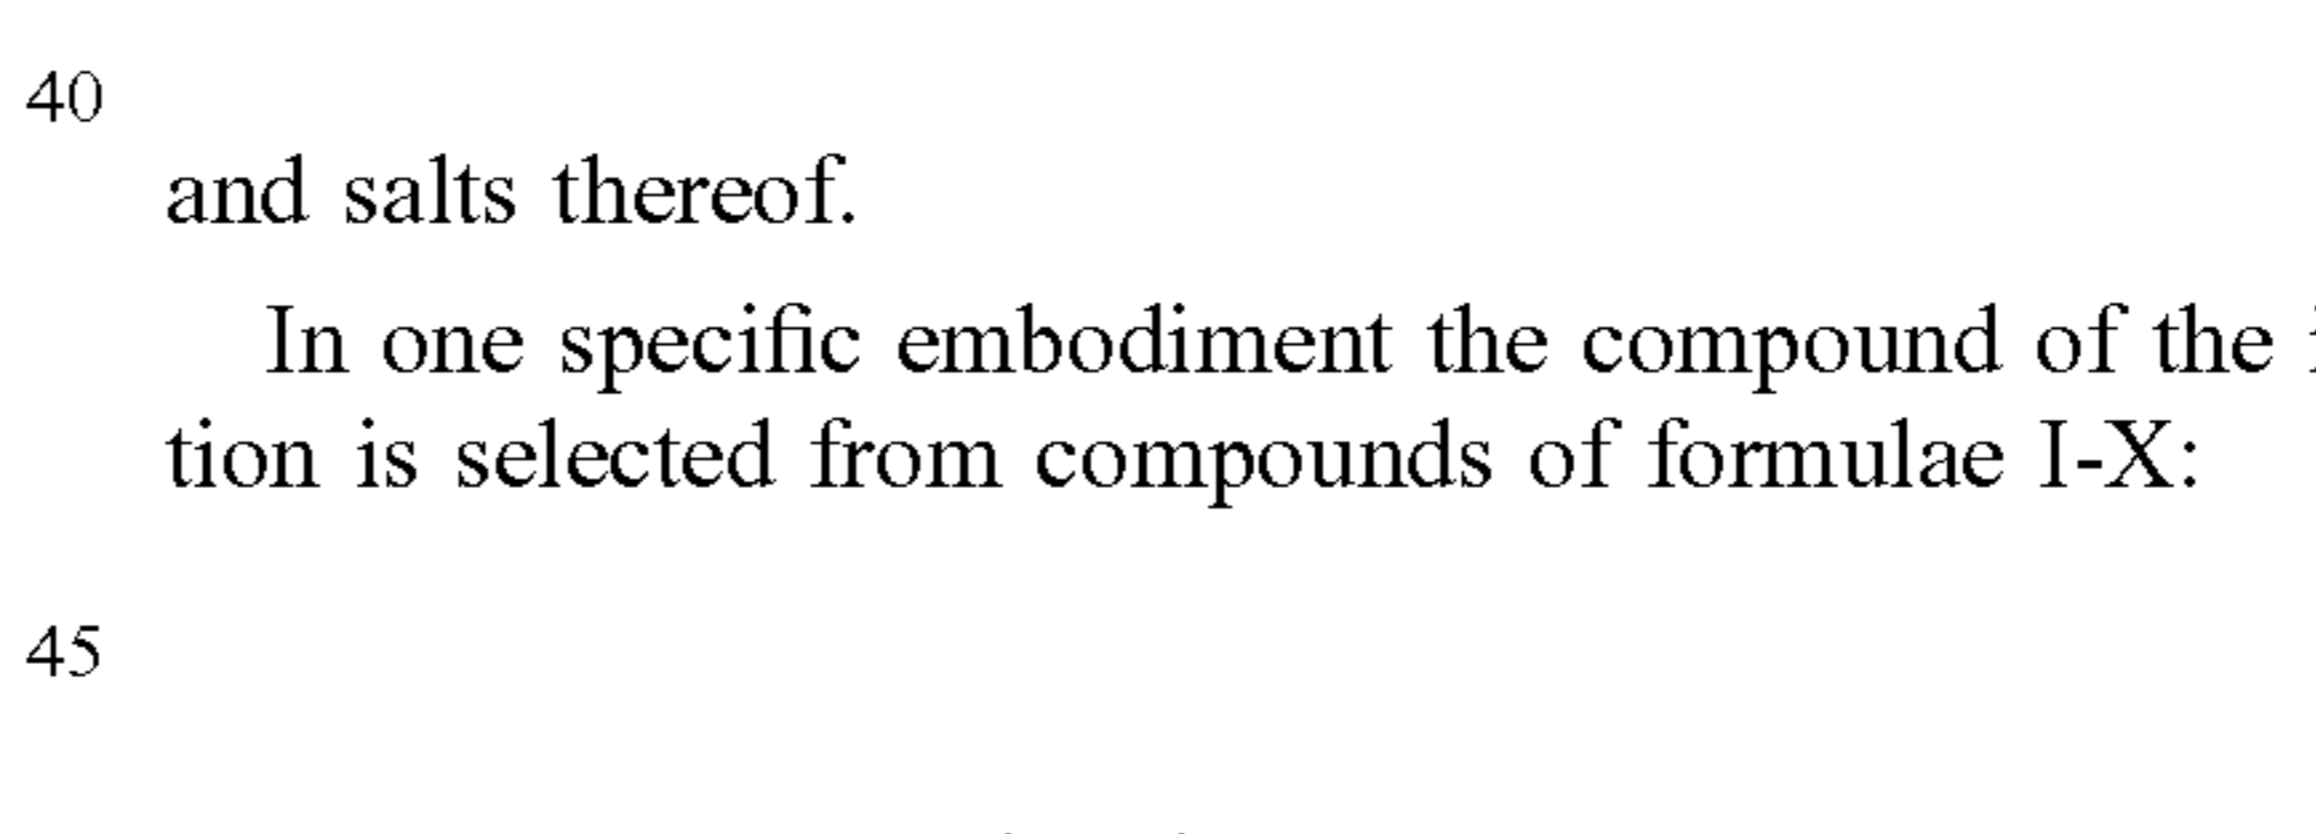 40
and salts thereof.
In one specific embodiment the compound of the
tion is selected from compounds of formulae I-X:
45